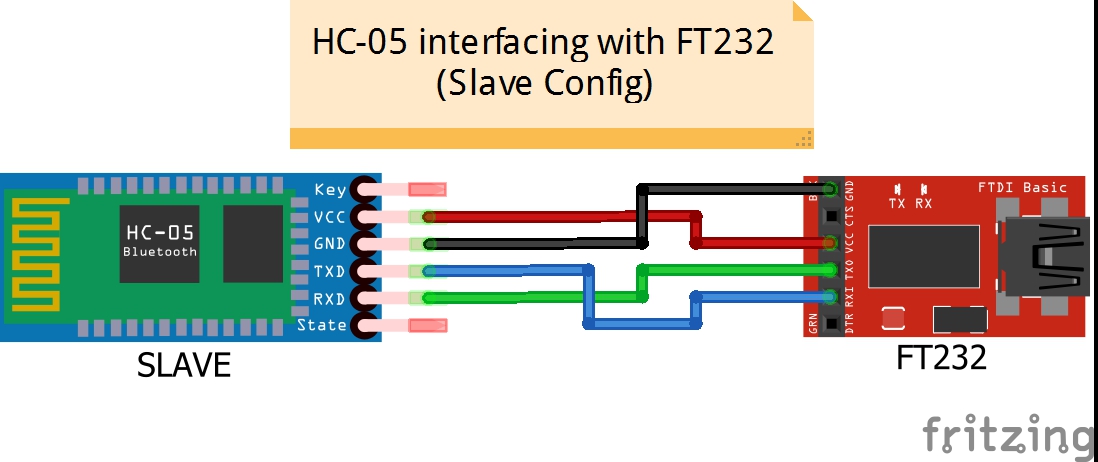 HC-05 interfacing with FT232
(Slave Config)
Key
VCC
GND
TXD
RXD
State
HC-05
Bluetooth
SLAVE
GND
CTS
VCC
TXO
RXI
DTR
GRN
TX RX
FTDI Basic
FT232
fritzing